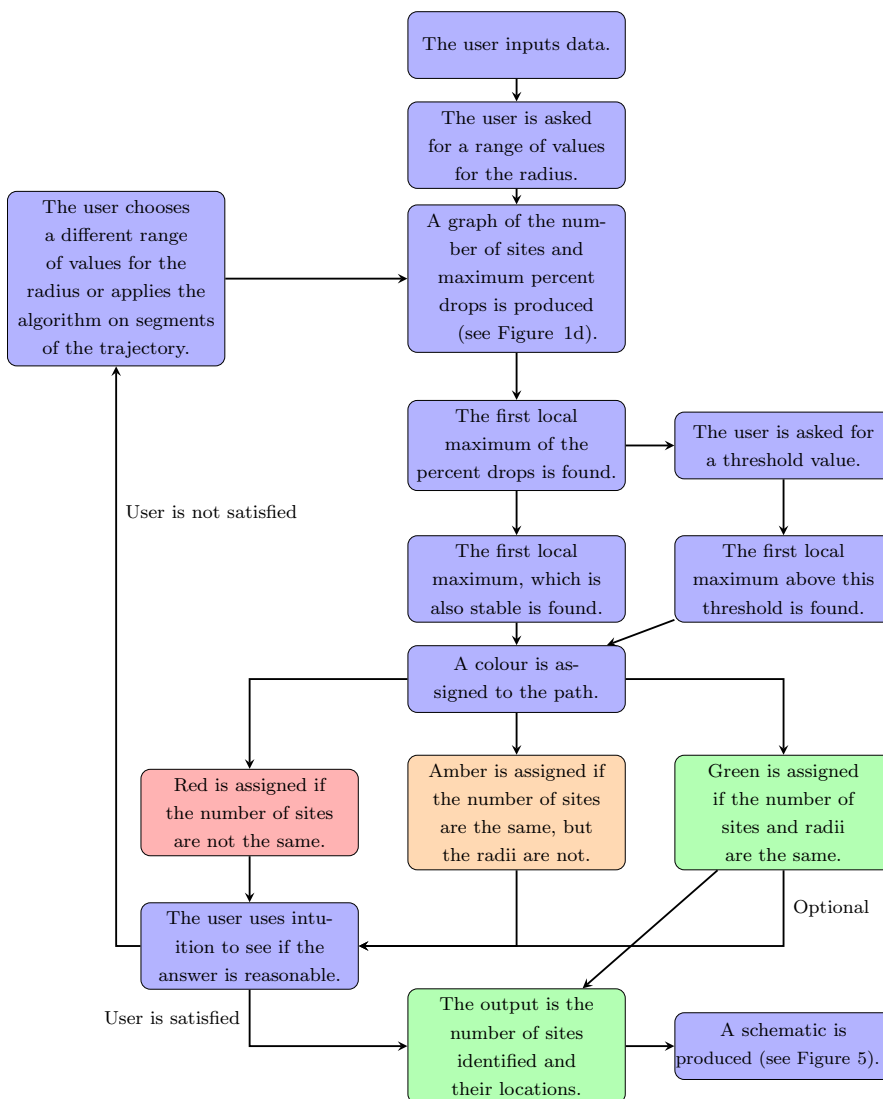 The user inputs data.
The user is asked
for a range of values
for the radius.
The user chooses
a different range
of values for the
radius or applies the
algorithm on segments
of the trajectory.
A graph of the num-
ber of sites and
maximum percent
drops is produced
(see Figure 1d).
The first local
maximum of the
percent drops is found.
The user is asked for
a threshold value.
User is not satisfied
The first local
maximum, which is
also stable is found.
The first local
maximum above this
threshold is found.
A colour is as-
signed to the path.
Red is assigned if
the number of sites
are not the same.
Amber is assigned if
the number of sites
are the same, but
the radii are not.
Green is assigned
if the number of
sites and radii
are the same.
Optional
The user uses intu-
ition to see if the
answer is reasonable.
User is satisfied
The output is the
number of sites
identified and
their locations.
A schematic is
produced (see Figure 5).